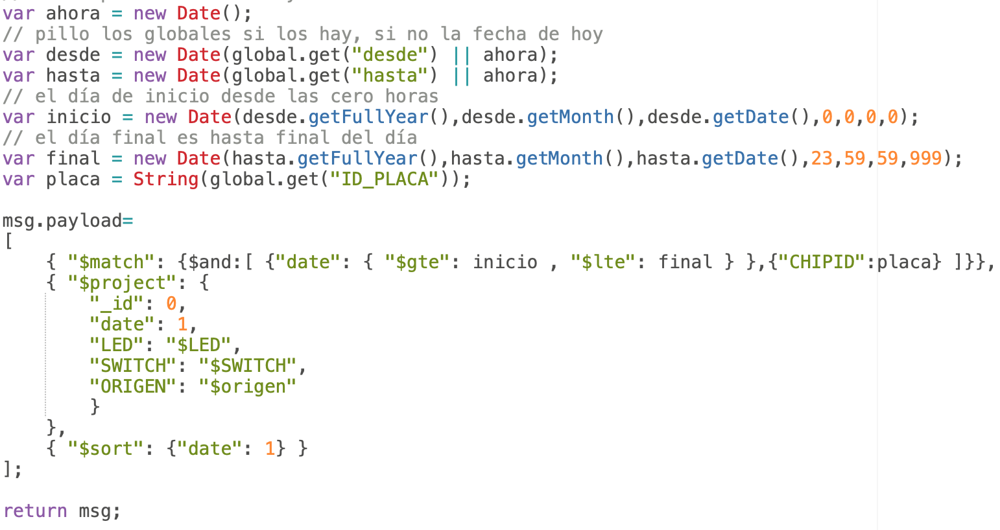 var ahora = new Date();
// pillo los globales si los hay, si no la fecha de hoy
var desde = new Date(global.get("desde") || ahora);
var hasta = new Date(global.get("hasta") || ahora);
// el día de inicio desde las cero horas
var inicio = new Date(desde.getFullYear(),desde.getMonth(),desde.getDate(),0,0,0,0);
// el día final es hasta final del día
var final = new Date(hasta.getFullYear(),hasta.getMonth(),hasta.getDate(),23,59,59,999);
var placa = String(global.get("ID_PLACA"));
msg.payload=
[
{ "$match": {$and:[ {"date": { "$gte": inicio , "$lte": final } },{"CHIPID":placa} ]}},
{ "$project": {
"_id": 0,
"date": 1,
"LED": "$LED",
"SWITCH": "$SWITCH",
"ORIGEN": "$origen"
}
},
{ "$sort": {"date": 1} }
];
return msg;